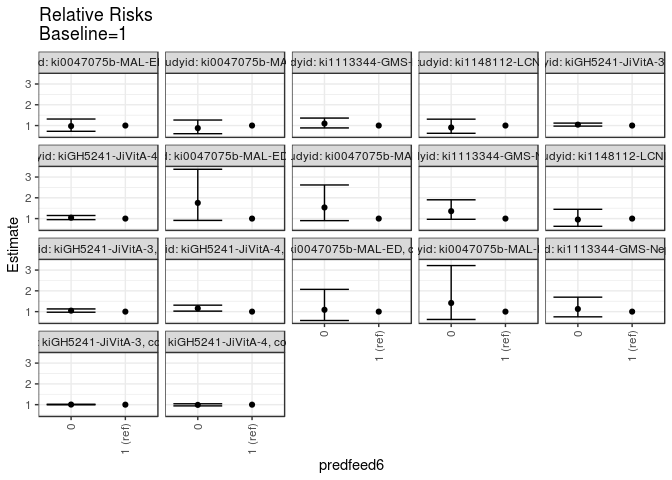 Relative Risks
Baseline=1
d: ki0047075b-MAL-E
udyid: ki0047075b-MA
udyid: ki1113344-GMS-
udyid: ki1148112-LCN
yid: kiGH5241-JiVitA-3
3
2
1
yid: kiGH5241-JiVitA-4
d: ki0047075b-MAL-ED
udyid: ki0047075b-MA
dyid: ki1113344-GMS-N
udyid: ki1148112-LCN
3
2
1
id: kiGH5241-JiVitA-3,
id: kiGH5241-JiVitA-4,
ki0047075b-MAL-ED, c
yid: ki0047075b-MAL-
id: ki1113344-GMS-Ne
3
2
1
kiGH5241-JiVitA-3, co
kiGH5241-JiVitA-4, co
3
2
1
0
1 (ref)
0
1 (ref)
0
1 (ref)
0
1 (ref)
0
1 (ref)
Estimate
predfeed6